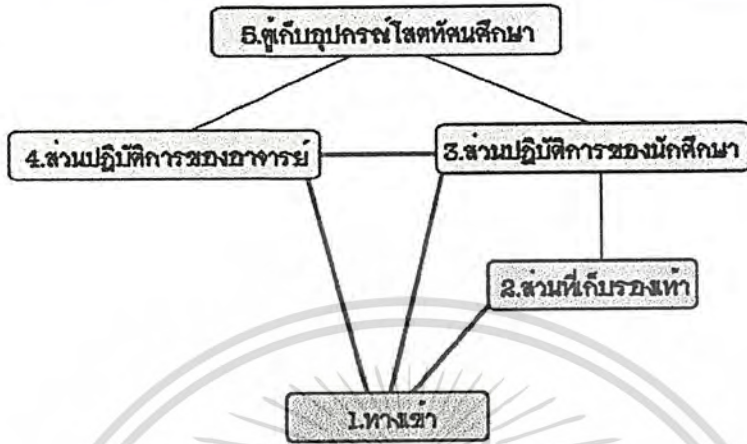 5.ตู้เก็บอุปกรณ์โสตทัศนศึกษา
4.ส่วนปฏิบัติการของอาจารย์
3.ส่วนปฏิบัติการของนักศึกษา
2.ส่วนที่เก็บรองเท้า
1.ทางเข้า